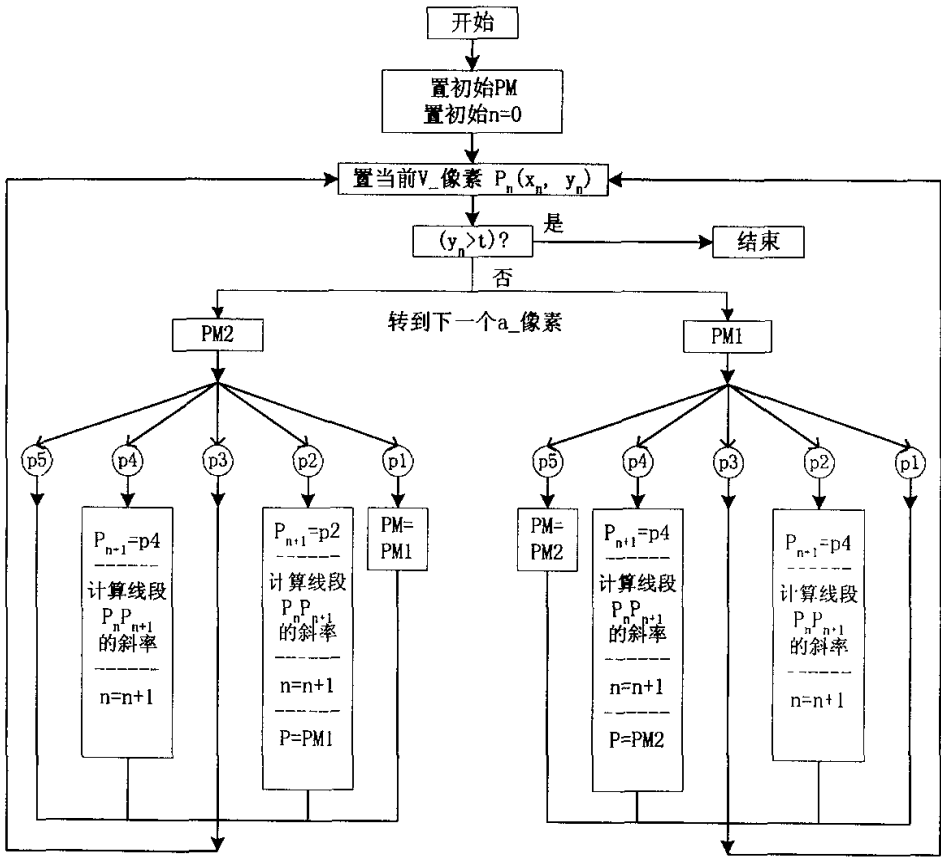 开始
置初始PM
置初始n=0
置当前V_像素 Pn(xn, yn)
(yn>t)?
是
结束
否
转到下一个a_像素
PM2
PM1
p5
p4
p3
p2
p1
p5
p4
p3
p2
p1
Pn+1=p4
计算线段
PnPn+1
的斜率
n=n+1
Pn+1=p2
计算线段
PnPn+1
的斜率
n=n+1
P=PM1
PM=
PM1
PM=
PM2
Pn+1=p4
计算线段
PnPn+1
的斜率
n=n+1
P=PM2
Pn+1=p4
计算线段
PnPn+1
的斜率
n=n+1